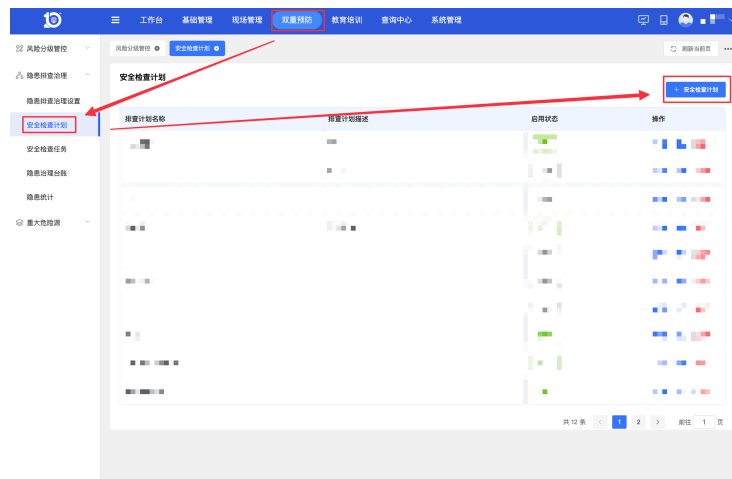 工作台 基础管理 现场管理 双重预防 教育培训 查询中心 系统管理
风险分级管控
隐患排查治理
隐患排查治理设置
安全检查计划
安全检查任务
隐患治理台账
隐患统计
重大危险源
风险分级管控 安全检查计划 刷新当前页
安全检查计划
+ 安全检查计划
排查计划名称 排查计划描述 启用状态 操作
共 12 条 1 2 前往 1 页